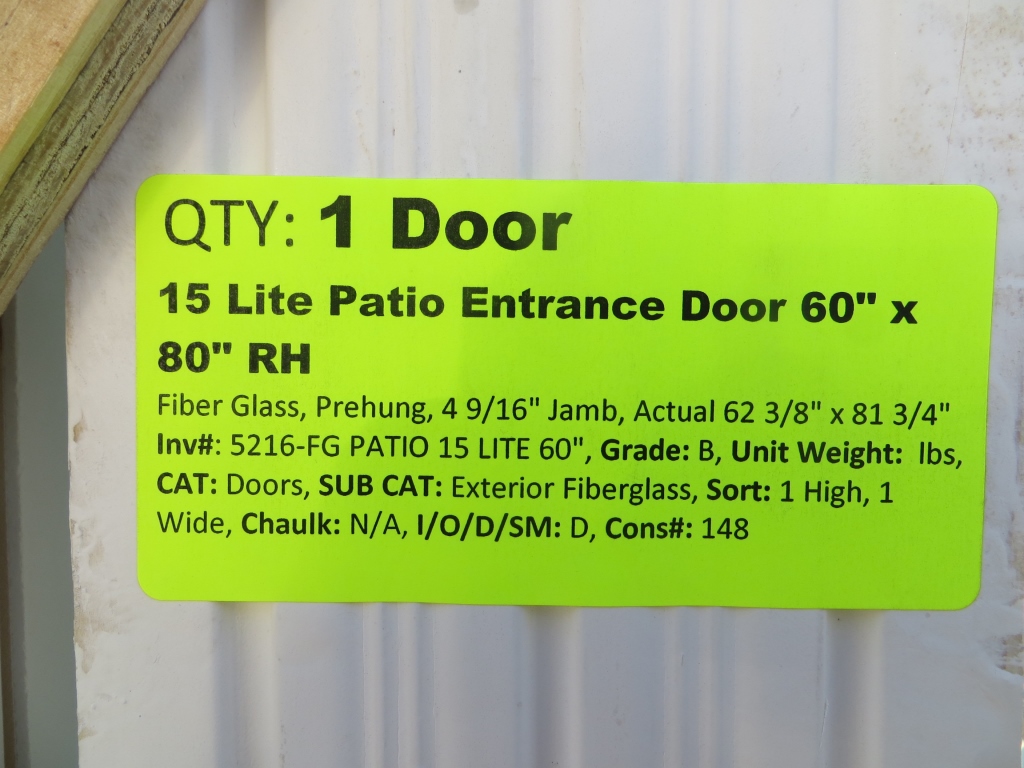 QTY: 1 Door
15 Lite Patio Entrance Door 60" x
80" RH
Fiber Glass, Prehung, 4 9/16" Jamb, Actual 62 3/8" x 81 3/4"
Inv#: 5216-FG PATIO 15 LITE 60", Grade: B, Unit Weight:  lbs,
CAT: Doors, SUB CAT: Exterior Fiberglass, Sort: 1 High, 1
Wide, Chaulk: N/A, I/O/D/SM: D, Cons#: 148